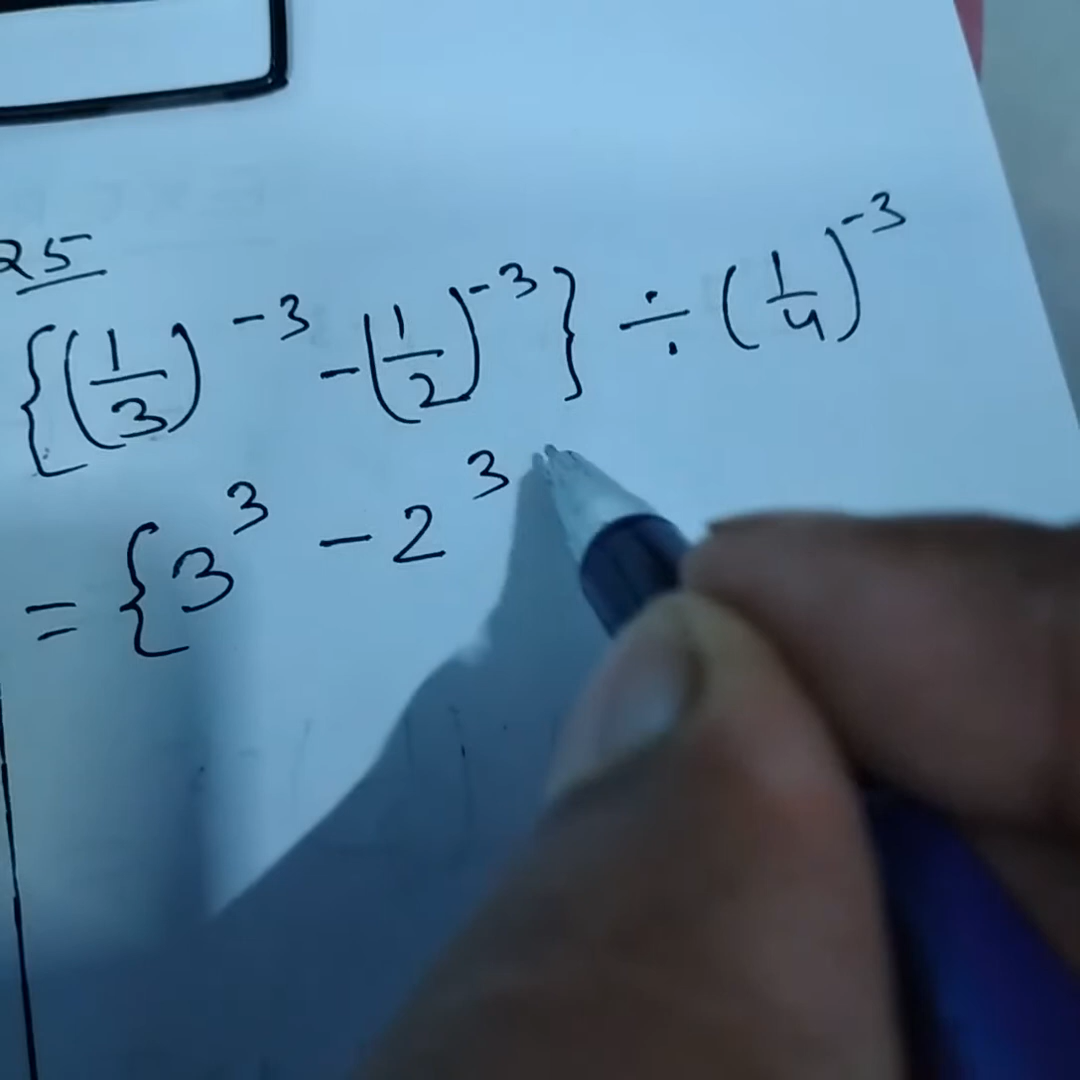 25
{(1/3)^-3 - (1/2)^-3} ÷ (1/4)^-3
= {3^3 - 2^3